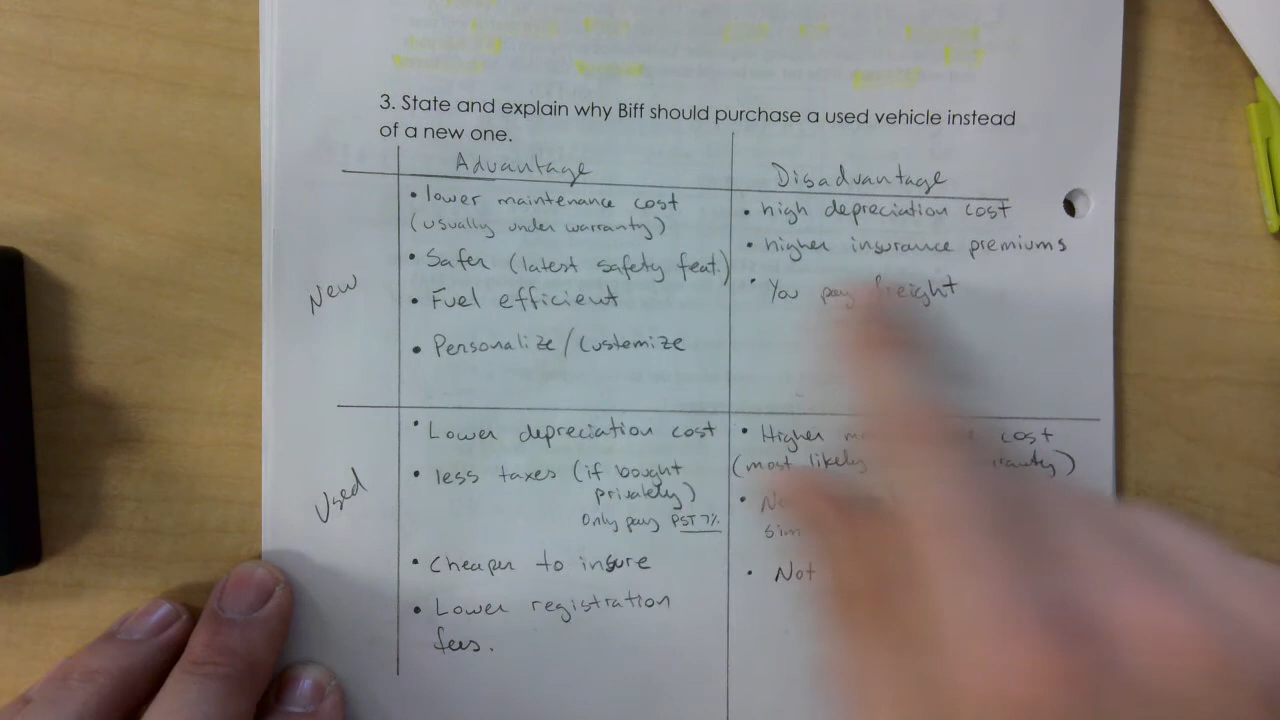 3. State and explain why Biff should purchase a used vehicle instead
of a new one.
Advantage
Disadvantage
New
• lower maintenance cost
(usually under warranty)
• Safer (latest safety feat.)
• Fuel efficient
• Personalize/Custemize
• high depreciation cost
• higher insurance premiums
• You pay freight
Used
• Lower depreciation cost
• less taxes (if bought
privately)
Only pay PST 7%
• Cheaper to insure
• Lower registration
fees.
• Higher cost
(most likely
• Not